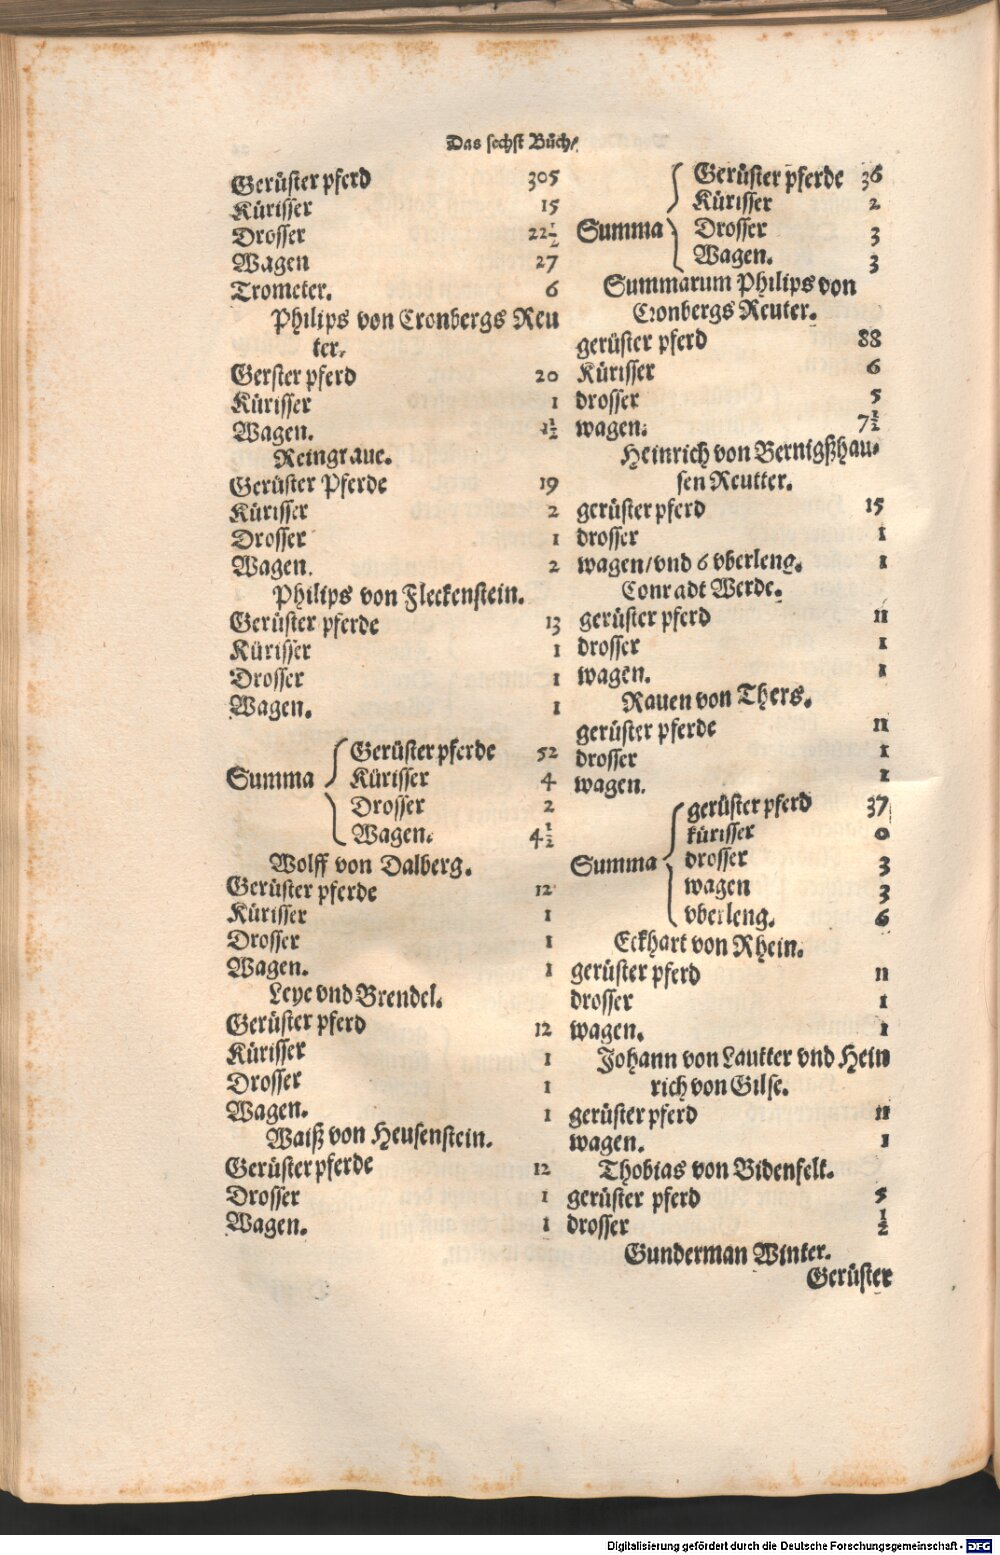 Das sechst Bůch/
Gerüster pferd 305
Kürisser 15
Drosser 22½
Wagen 27
Trometer. 6
Philips von Cronbergs Reu
ter.
Gerster pferd 20
Kürisser 1
Wagen. 1½
Reingraue.
Gerüster Pferde 19
Kürisser 2
Drosser 1
Wagen. 2
Philips von Fleckenstein.
Gerüster pferde 13
Kürisser 1
Drosser 1
Wagen. 1
Gerüster pferde 52
Summa Kürisser 4
Drosser 2
Wagen. 4½
Wolff von Dalberg.
Gerüster pferde 12
Kürisser 1
Drosser 1
Wagen. 1
Leye vnd Brendel.
Gerüster pferd 12
Kürisser 1
Drosser 1
Wagen. 1
Waiß von Heusenstein.
Gerüster pferde 12
Drosser 1
Wagen. 1
Gerüster pferde 36
Kürisser 2
Summa Drosser 3
Wagen. 3
Summarum Philips von
Cronbergs Reuter.
gerüster pferd 88
Kürisser 6
drosser 5
wagen. 7½
Heinrich von Bernigßhau-
sen Reutter.
gerüster pferd 15
drosser 1
wagen/vnd 6 vberleng. 1
Conradt Werde.
gerüster pferd 11
drosser 1
wagen. 1
Rauen von Thers.
gerüster pferde 11
drosser 1
wagen. 1
gerüster pferd 37
kürisser 0
Summa drosser 3
wagen 3
vberleng. 6
Eckhart von Rhein.
gerüster pferd 11
drosser 1
wagen. 1
Johann von Lautter vnd Hein
rich von Gilse.
gerüster pferd 11
wagen. 1
Thobias von Bidenfelt.
gerüster pferd 5
drosser ½
Gunderman Winter.
Gerüster
Digitalisierung gefördert durch die Deutsche Forschungsgemeinschaft - DFG